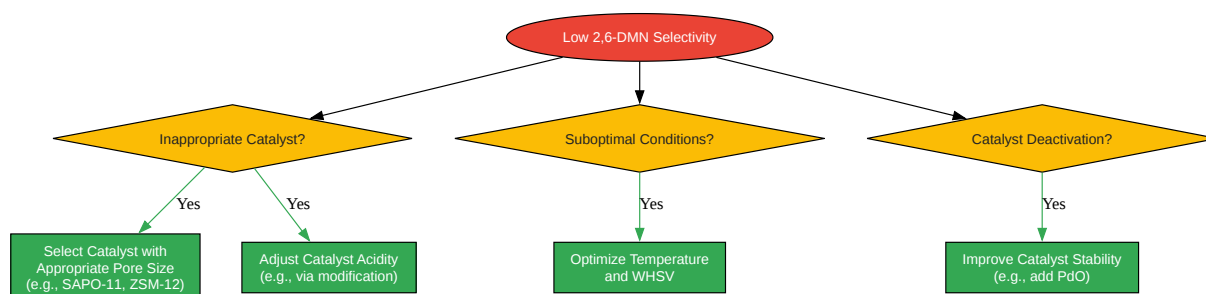 Low 2,6-DMN Selectivity
Inappropriate Catalyst?
Suboptimal Conditions?
Catalyst Deactivation?
Yes
Yes
Yes
Yes
Select Catalyst with
Appropriate Pore Size
(e.g., SAPO-11, ZSM-12)
Adjust Catalyst Acidity
(e.g., via modification)
Optimize Temperature
and WHSV
Improve Catalyst Stability
(e.g., add PdO)